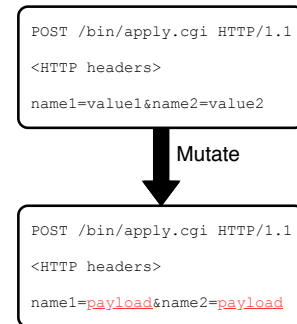 POST /bin/apply.cgi HTTP/1.1
<HTTP headers>
name1=value1&name2=value2
Mutate
POST /bin/apply.cgi HTTP/1.1
<HTTP headers>
name1=payload&name2=payload